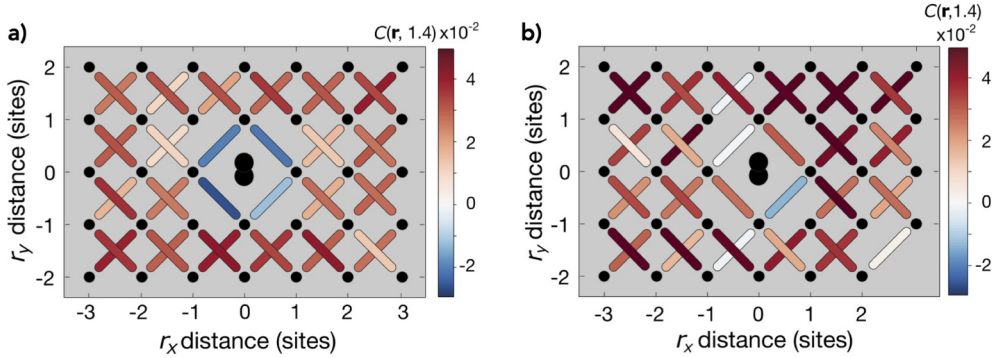 a)
C(r, 1.4) x10⁻²
2
1
0
-1
-2
r_y distance (sites)
-3 -2 -1 0 1 2 3
r_x distance (sites)
4
2
0
-2
b)
C(r,1.4)
x10⁻²
2
1
0
-1
-2
r_y distance (sites)
-3 -2 -1 0 1 2
r_x distance (sites)
4
2
0
-2